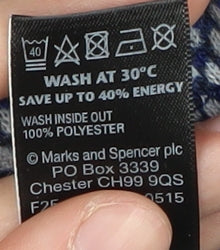 40
WASH AT 30°C
SAVE UP TO 40% ENERGY
WASH INSIDE OUT
100% POLYESTER
© Marks and Spencer plc
PO Box 3339
Chester CH99 9QS
0515